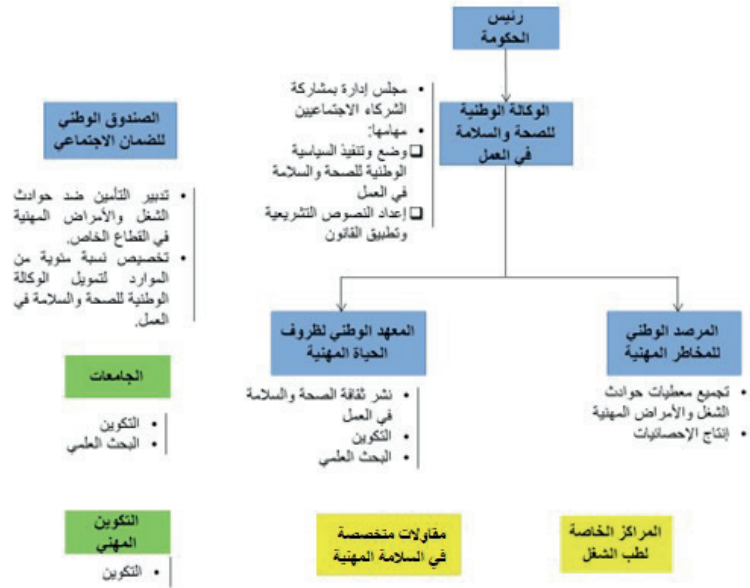 رئيس
الحكومة
الوكالة الوطنية
للصحة والسلامة
في العمل
• مجلس إدارة بمشاركة
الشركاء الاجتماعيين
• مهامها:
❑ وضع وتنفيذ السياسية
الوطنية للصحة والسلامة
في العمل
❑ إعداد النصوص التشريعية
وتطبيق القانون
الصندوق الوطني
للضمان الاجتماعي
• تدبير التأمين ضد حوادث
الشغل والأمراض المهنية
في القطاع الخاص.
• تخصيص نسبة مئوية من
الموارد لتمويل الوكالة
الوطنية للصحة والسلامة في
العمل.
المرصد الوطني
للمخاطر المهنية
• تجميع معطيات حوادث
الشغل والأمراض المهنية
• إنتاج الإحصائيات
المعهد الوطني لظروف
الحياة المهنية
• نشر ثقافة الصحة والسلامة
في العمل
• التكوين
• البحث العلمي
الجامعات
• التكوين
• البحث العلمي
المراكز الخاصة
لطب الشغل
مقاولات متخصصة
في السلامة المهنية
التكوين
المهني
• التكوين